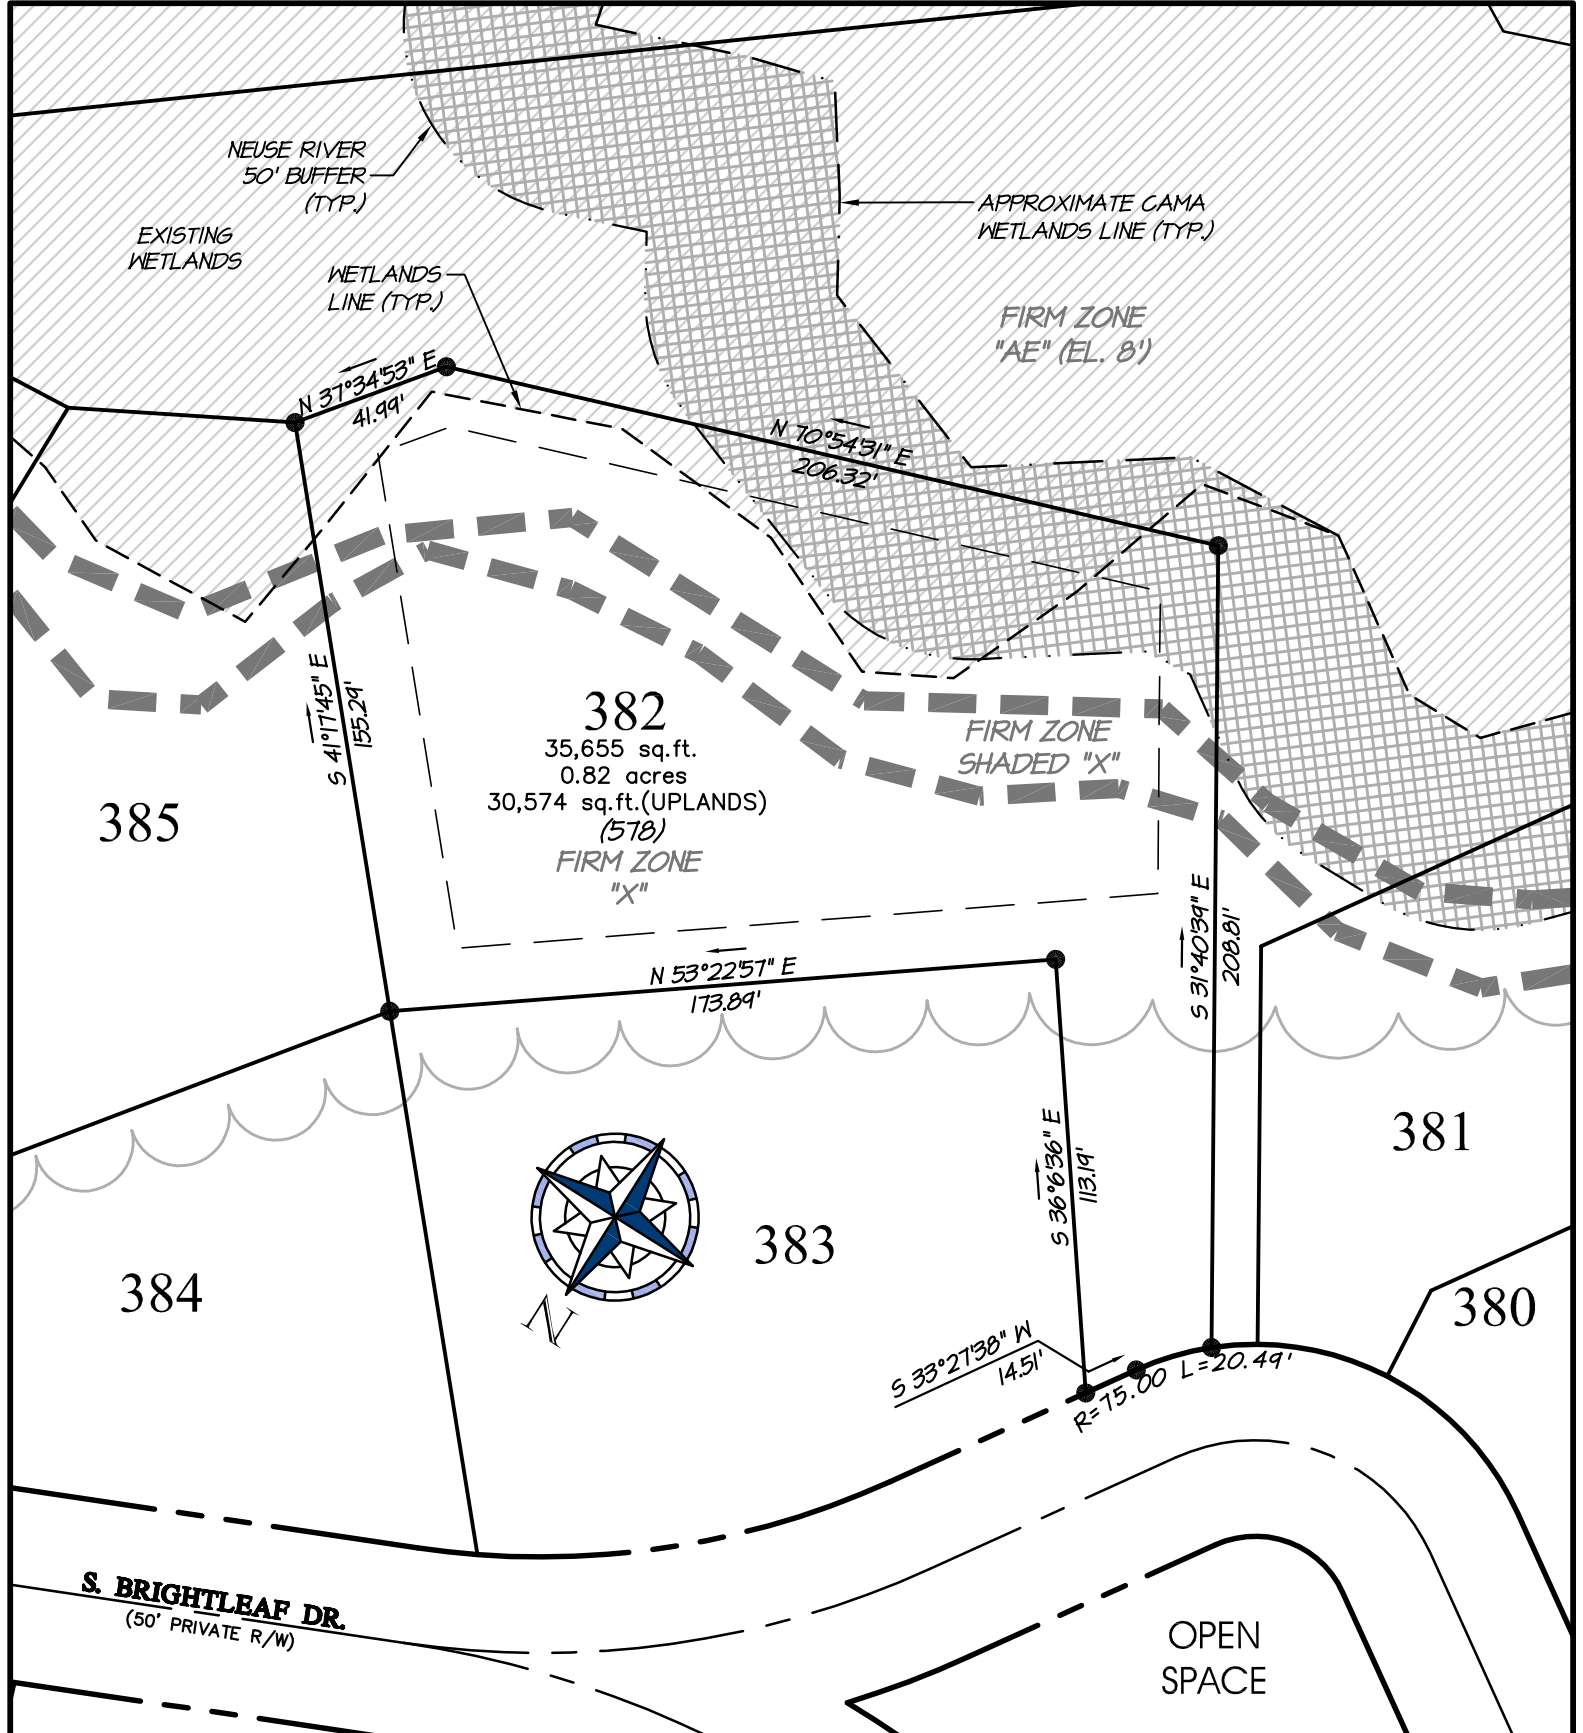 NEUSE RIVER
50' BUFFER
(TYP.)
EXISTING
WETLANDS
WETLANDS
LINE (TYP.)
APPROXIMATE CAMA
WETLANDS LINE (TYP.)
FIRM ZONE
"AE" (EL. 8')
N 37°34'53" E
41.99'
N 70°54'31" E
206.32'
S 41°17'45" E
155.29'
382
35,655 sq.ft.
0.82 acres
30,574 sq.ft.(UPLANDS)
(578)
FIRM ZONE
"X"
FIRM ZONE
SHADED "X"
385
S 31°40'39" E
208.81'
N 53°22'57" E
173.89'
S 36°6'36" E
113.19'
381
383
384
380
N
S 33°27'38" W
14.51'
R=75.00 L=20.49'
S. BRIGHTLEAF DR.
(50' PRIVATE R/W)
OPEN
SPACE